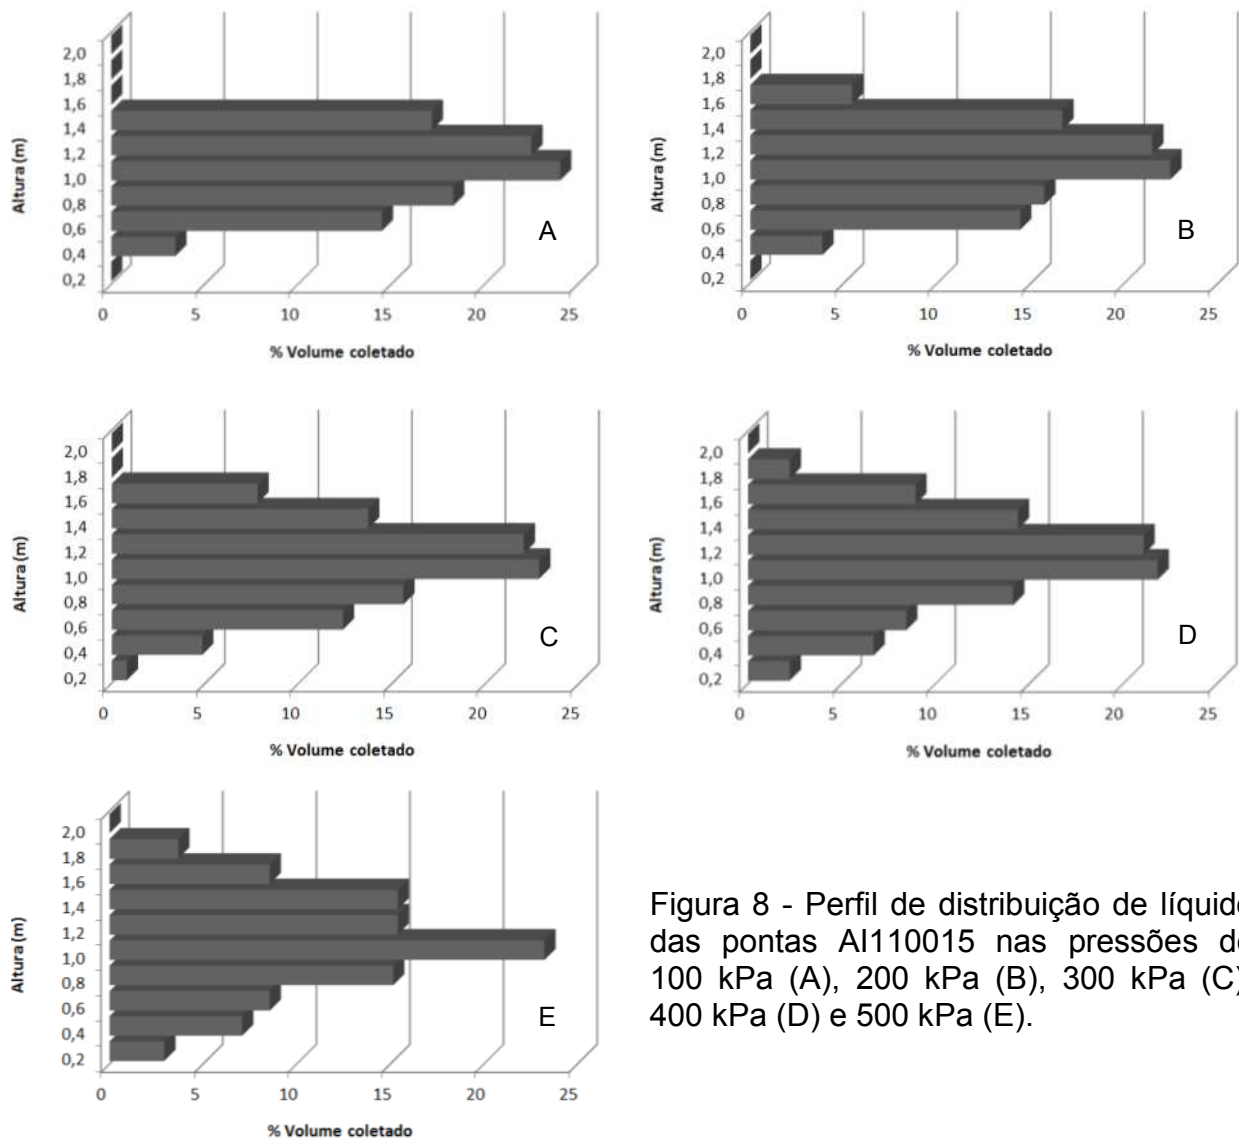 2,0
1,8
1,6
1,4
1,2
1,0
0,8
0,6
0,4
0,2
Altura (m)
A
0 5 10 15 20 25
% Volume coletado
2,0
1,8
1,6
1,4
1,2
1,0
0,8
0,6
0,4
0,2
Altura (m)
B
0 5 10 15 20 25
% Volume coletado
2,0
1,8
1,6
1,4
1,2
1,0
0,8
0,6
0,4
0,2
Altura (m)
C
0 5 10 15 20 25
% Volume coletado
2,0
1,8
1,6
1,4
1,2
1,0
0,8
0,6
0,4
0,2
Altura (m)
D
0 5 10 15 20 25
% Volume coletado
2,0
1,8
1,6
1,4
1,2
1,0
0,8
0,6
0,4
0,2
Altura (m)
E
0 5 10 15 20 25
% Volume coletado
Figura 8 - Perfil de distribuição de líquido
das pontas AI110015 nas pressões de
100 kPa (A), 200 kPa (B), 300 kPa (C)
400 kPa (D) e 500 kPa (E).